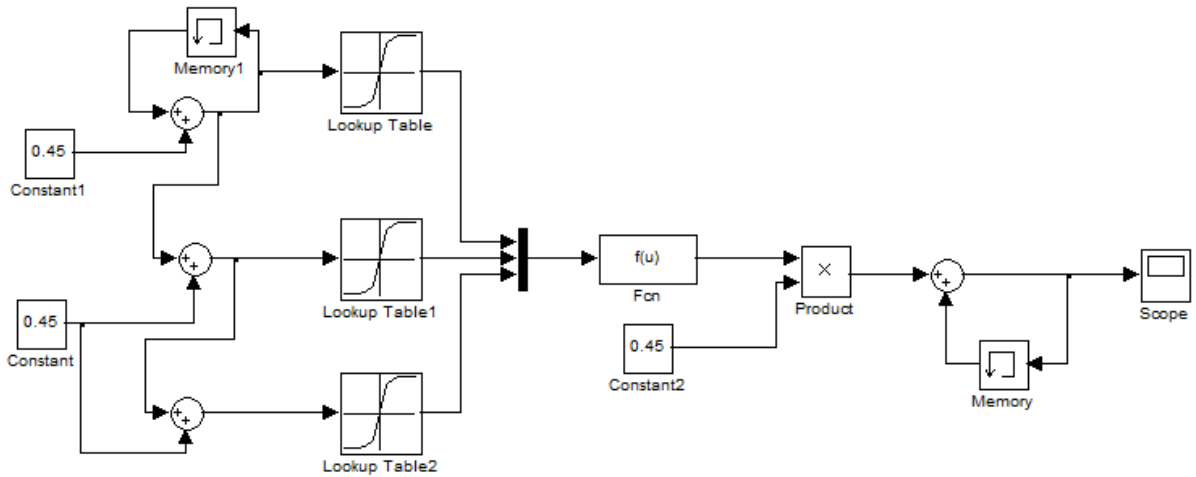 Memory1
Lookup Table
0.45
Constant1
Lookup Table1
f(u)
Fcn
×
Product
Scope
0.45
Constant
0.45
Constant2
Memory
Lookup Table2